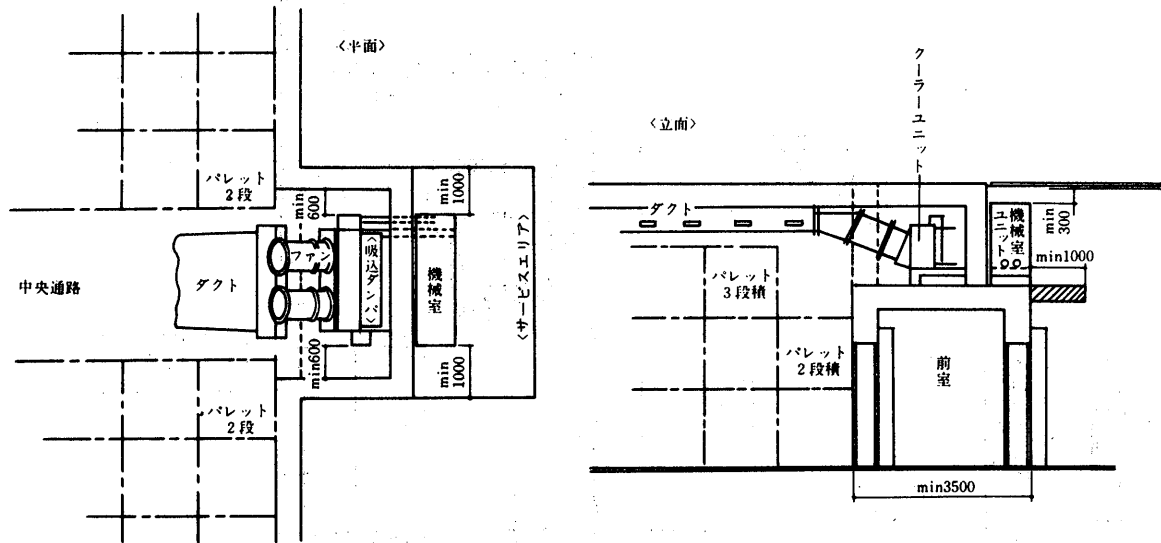 〈平面〉
パレット
2段
min
600
min
1000
中央通路
ダクト
ファン
〈吸込ダンパ〉
機械室
〈サービスエリア〉
min600
min
1000
パレット
2段
〈立面〉
クーラーユニット
ダクト
機械室
ユニット
min
300
min1000
パレット
3段積
パレット
2段積
前室
min3500